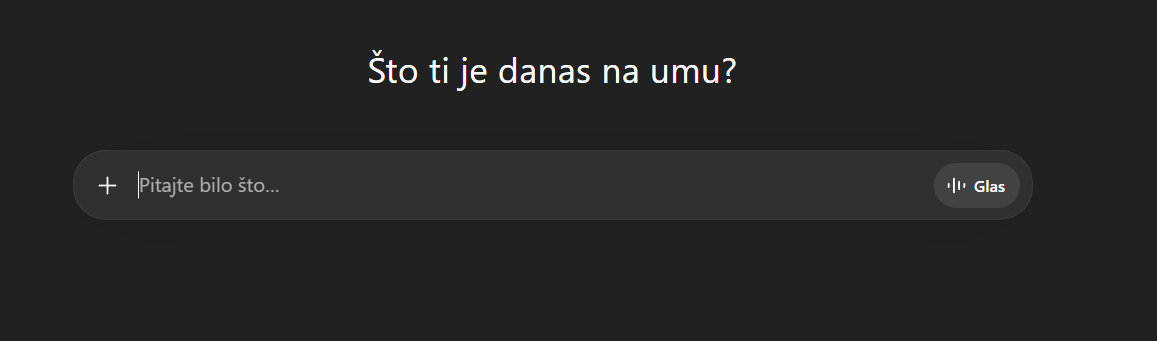 Što ti je danas na umu?
Pitajte bilo što...
Glas